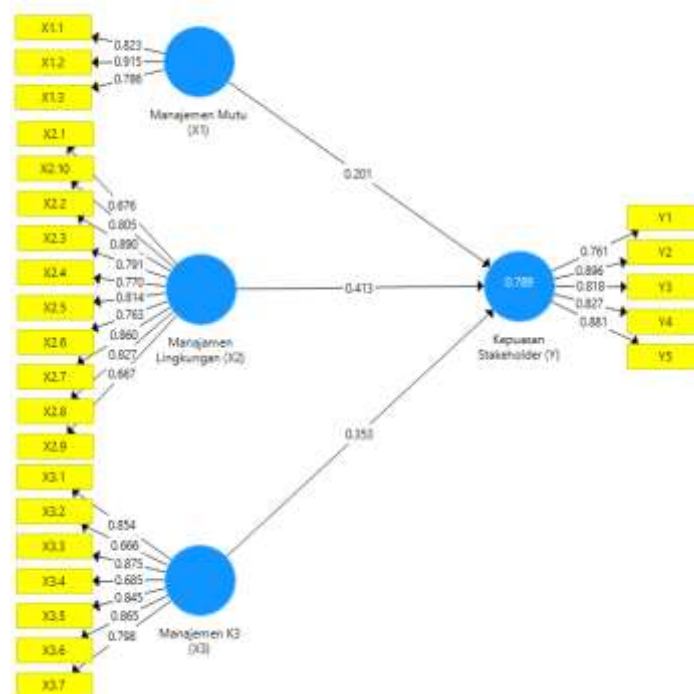 X1.1
X1.2
X1.3
0.823
0.915
0.786
Manajemen Mutu
(X1)
X2.1
X2.10
X2.2
X2.3
X2.4
X2.5
X2.6
X2.7
X2.8
X2.9
0.676
0.805
0.890
0.791
0.770
0.814
0.763
0.860
0.827
0.667
Manajemen
Lingkungan (X2)
X3.1
X3.2
X3.3
X3.4
X3.5
X3.6
X3.7
0.854
0.666
0.875
0.685
0.845
0.865
0.798
Manajemen K3
(X3)
0.201
0.413
0.353
0.789
Kepuasan
Stakeholder (Y)
0.761
0.896
0.818
0.827
0.881
Y1
Y2
Y3
Y4
Y5